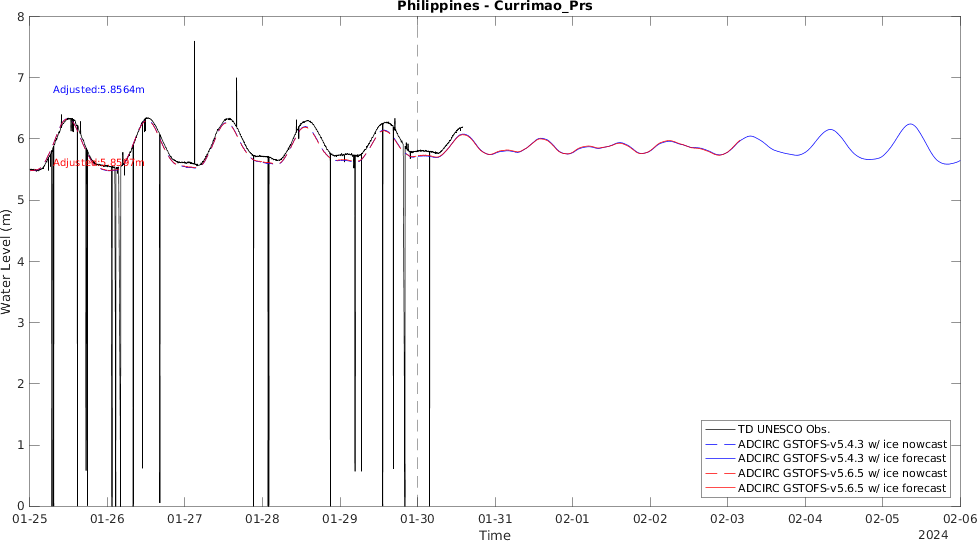 Philippines - Currimao_Prs
8
7
6
5
4
3
2
1
0
Water Level (m)
Adjusted:5.8564m
Adjusted:5.8597m
TD UNESCO Obs.
ADCIRC GSTOFS-v5.4.3 w/ ice nowcast
ADCIRC GSTOFS-v5.4.3 w/ ice forecast
ADCIRC GSTOFS-v5.6.5 w/ ice nowcast
ADCIRC GSTOFS-v5.6.5 w/ ice forecast
01-25 01-26 01-27 01-28 01-29 01-30 01-31 02-01 02-02 02-03 02-04 02-05 02-06
Time
2024